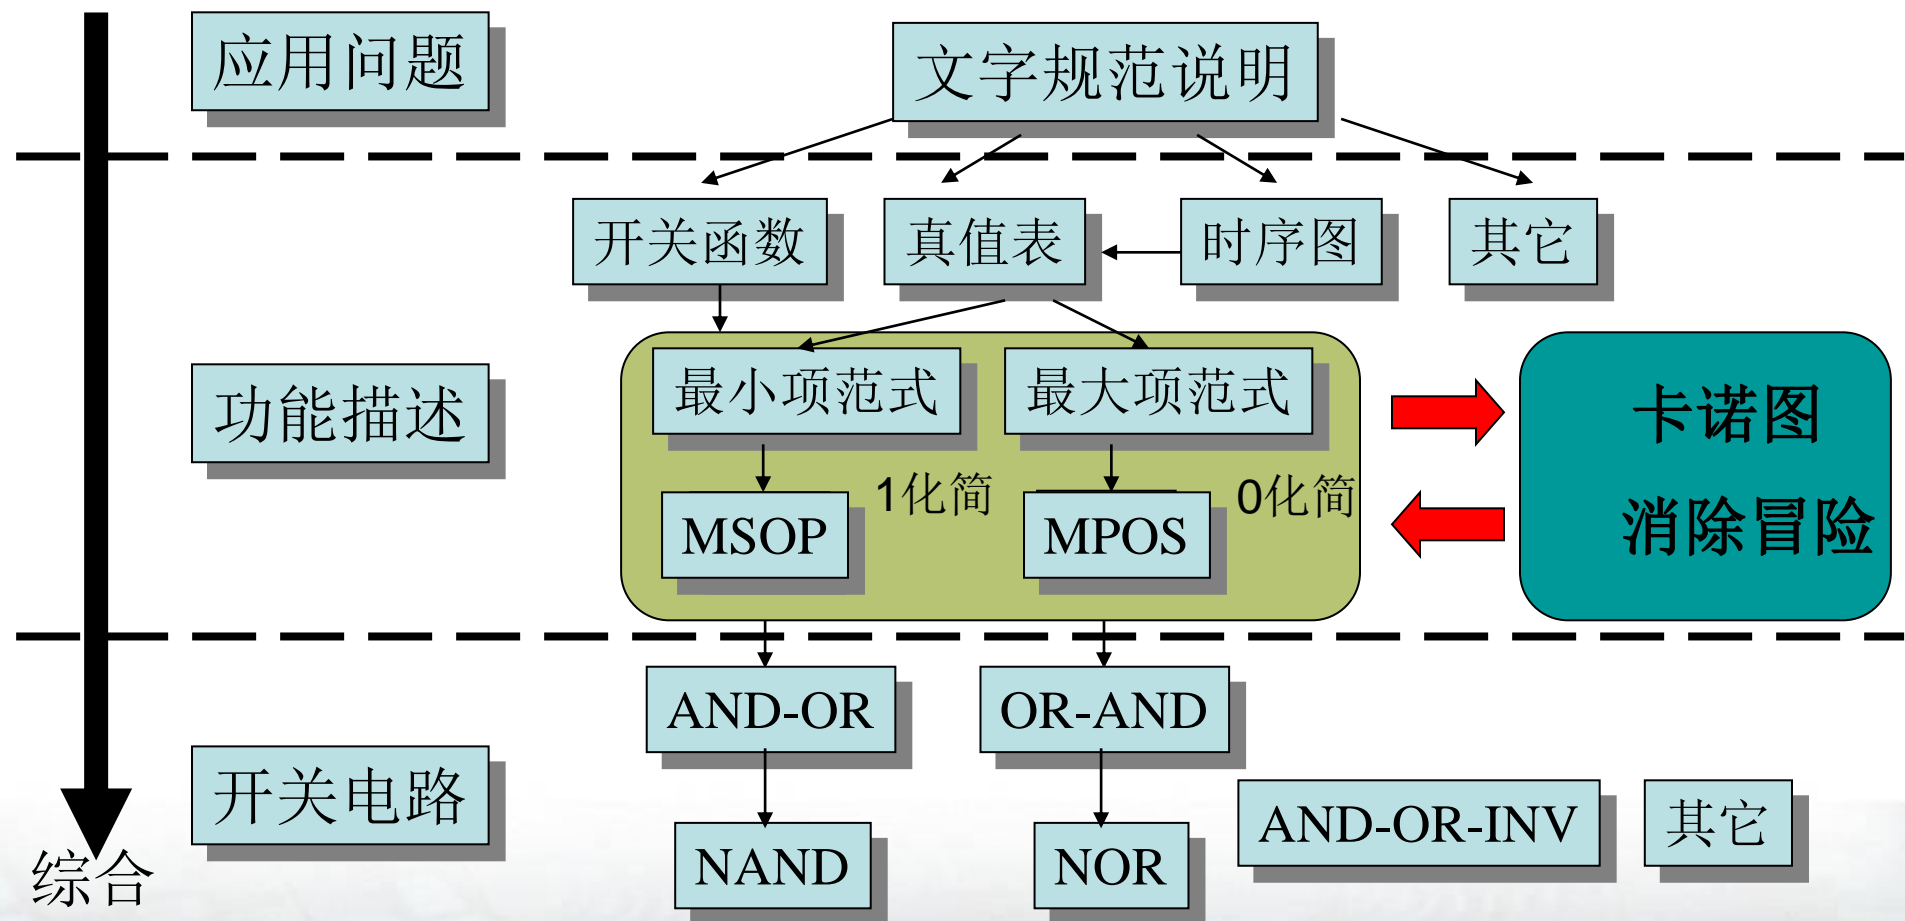 应用问题
文字规范说明
开关函数
真值表
时序图
其它
功能描述
最小项范式
最大项范式
1化简
0化简
MSOP
MPOS
卡诺图
消除冒险
AND-OR
OR-AND
开关电路
AND-OR-INV
其它
NAND
NOR
综合